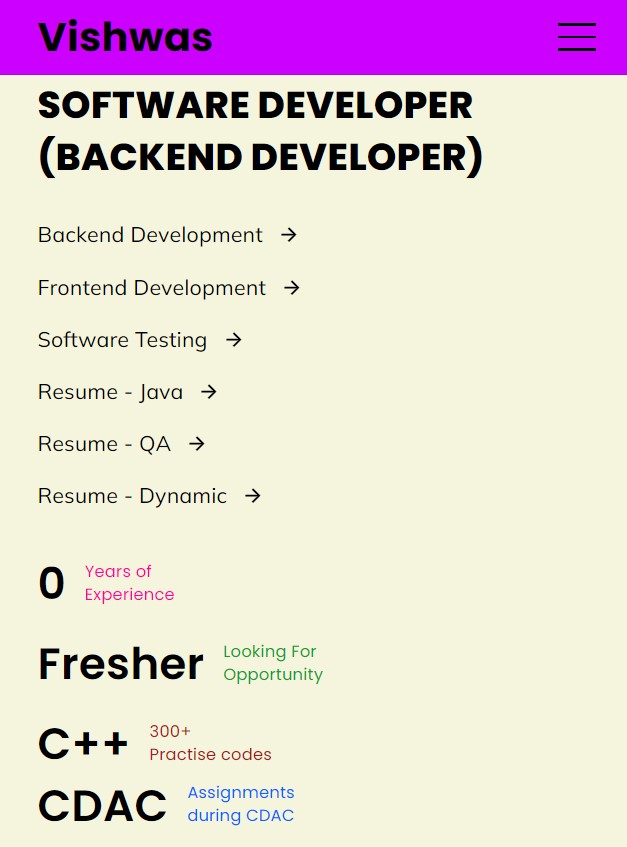 Vishwas
SOFTWARE DEVELOPER
(BACKEND DEVELOPER)
Backend Development →
Frontend Development →
Software Testing →
Resume - Java →
Resume - QA →
Resume - Dynamic →
0
Years of
Experience
Fresher
Looking For
Opportunity
C++
300+
Practise codes
CDAC
Assignments
during CDAC